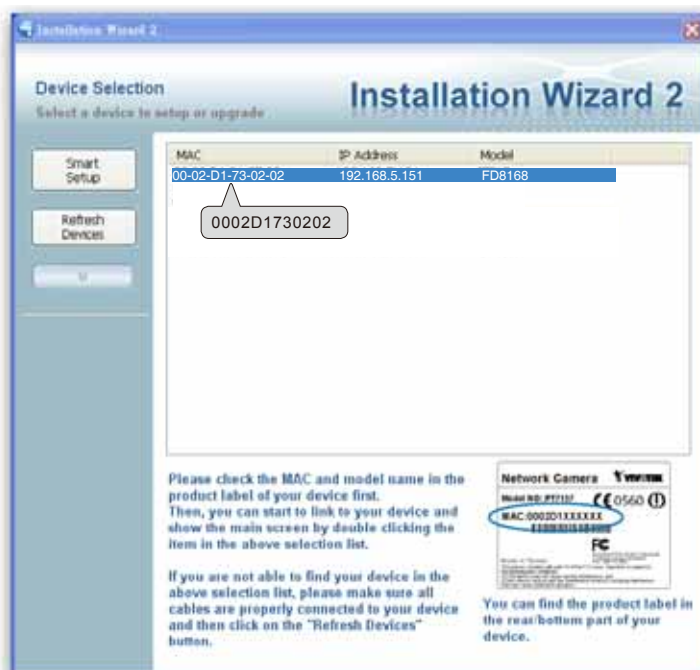 Installation Wizard 2
Device Selection
Select a device to setup or upgrade
Installation Wizard 2
Smart
Setup
Refresh
Devices
MAC IP Address Model
00-02-D1-73-02-02 192.168.5.151 FD8168
0002D1730202
Please check the MAC and model name in the
product label of your device first.
Then, you can start to link to your device and
show the main screen by double clicking the
item in the above selection list.
If you are not able to find your device in the
above selection list, please make sure all
cables are properly connected to your device
and then click on the "Refresh Devices"
button.
Network Camera
CE 0560
MAC:0002D1XXXXXX
FC
You can find the product label in
the rear/bottom part of your
device.